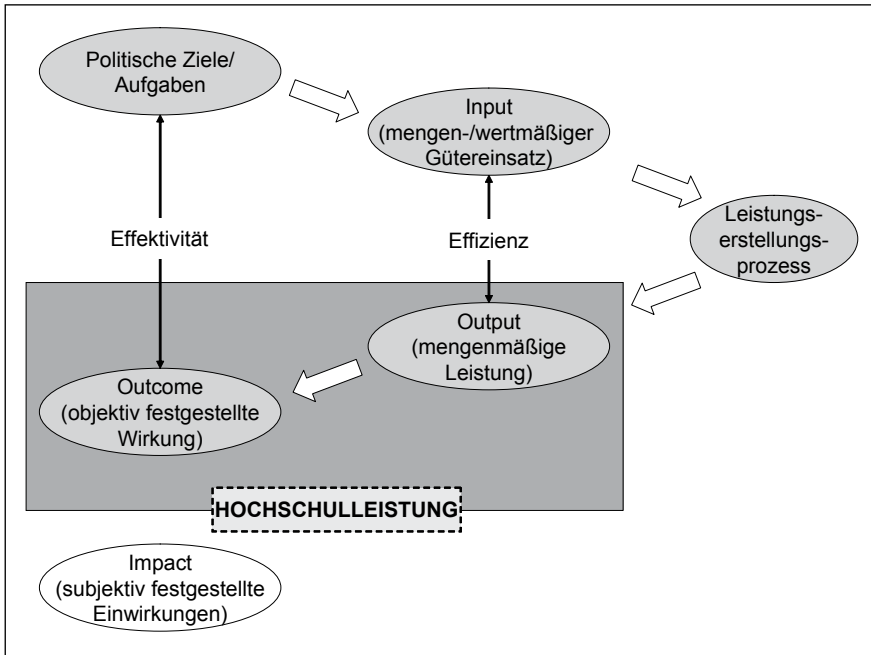 Politische Ziele/
Aufgaben
Input
(mengen-/wertmäßiger
Gütereinsatz)
Leistungs-
erstellungs-
prozess
Effektivität
Effizienz
Output
(mengenmäßige
Leistung)
Outcome
(objektiv festgestellte
Wirkung)
HOCHSCHULLEISTUNG
Impact
(subjektiv festgestellte
Einwirkungen)